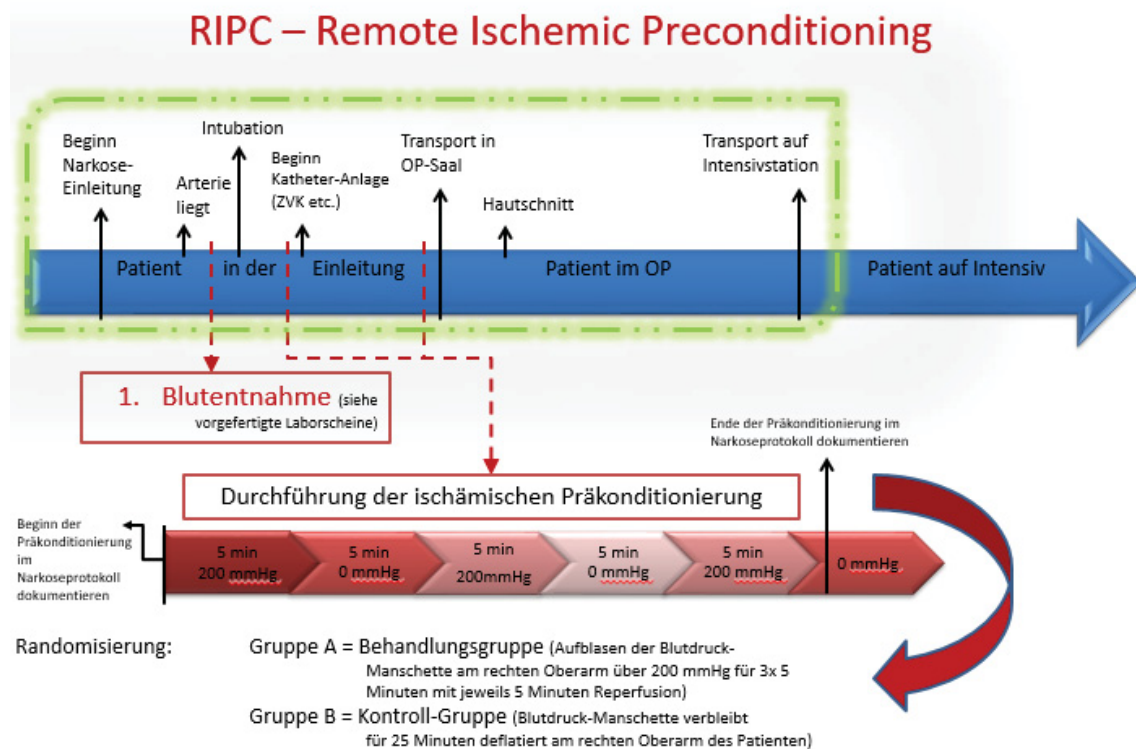 RIPC – Remote Ischemic Preconditioning
Beginn
Narkose-
Einleitung
Arterie
liegt
Intubation
Beginn
Katheter-Anlage
(ZVK etc.)
Transport in
OP-Saal
Hautschnitt
Transport auf
Intensivstation
Patient in der Einleitung
Patient im OP
Patient auf Intensiv
1. Blutentnahme (siehe
vorgefertigte Laborscheine)
Ende der Präkonditionierung im
Narkoseprotokoll dokumentieren
Durchführung der ischämischen Präkonditionierung
Beginn der
Präkonditionierung
im
Narkoseprotokoll
dokumentieren
5 min
200 mmHg
5 min
0 mmHg
5 min
200mmHg
5 min
0 mmHg
5 min
200 mmHg
0 mmHg
Randomisierung:
Gruppe A = Behandlungsgruppe (Aufblasen der Blutdruck-
Manschette am rechten Oberarm über 200 mmHg für 3x 5
Minuten mit jeweils 5 Minuten Reperfusion)
Gruppe B = Kontroll-Gruppe (Blutdruck-Manschette verbleibt
für 25 Minuten deflatiert am rechten Oberarm des Patienten)